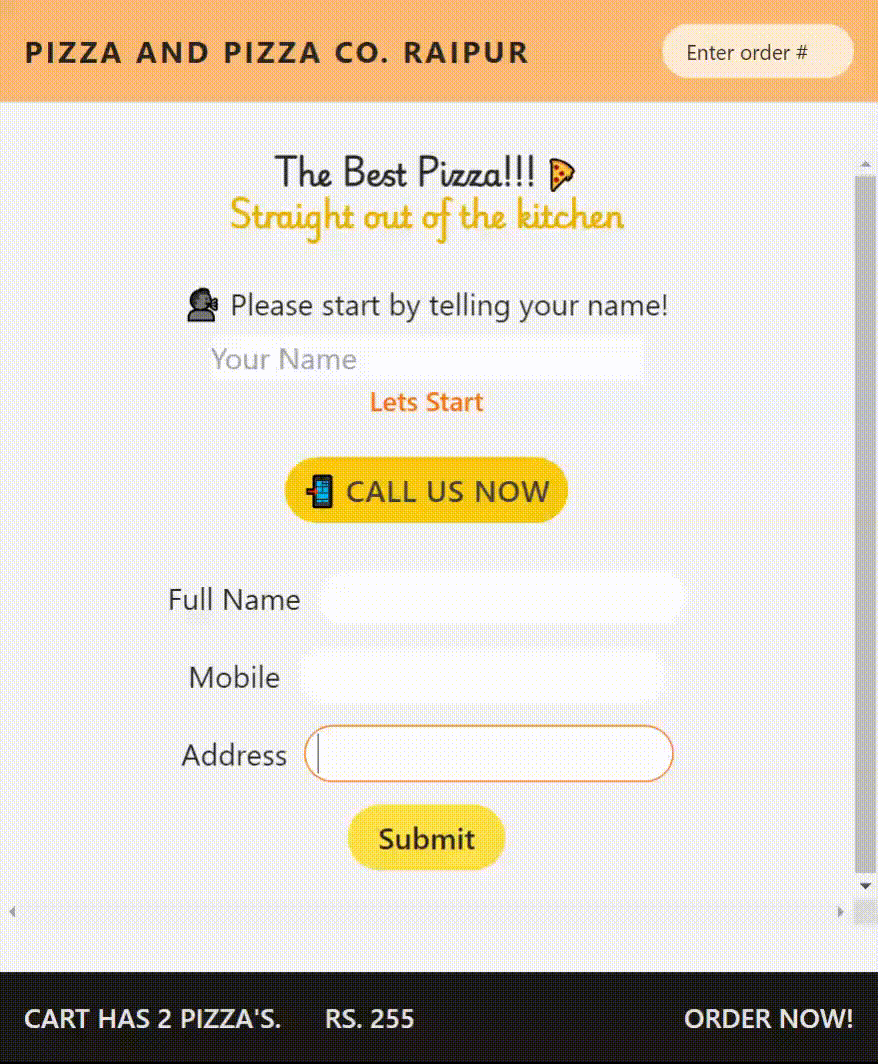 PIZZA AND PIZZA CO. RAIPUR
Enter order #
The Best Pizza!!! 🍕
Straight out of the kitchen
🗣 Please start by telling your name!
Your Name
Lets Start
📲 CALL US NOW
Full Name
Mobile
Address
Submit
CART HAS 2 PIZZA'S. RS. 255 ORDER NOW!